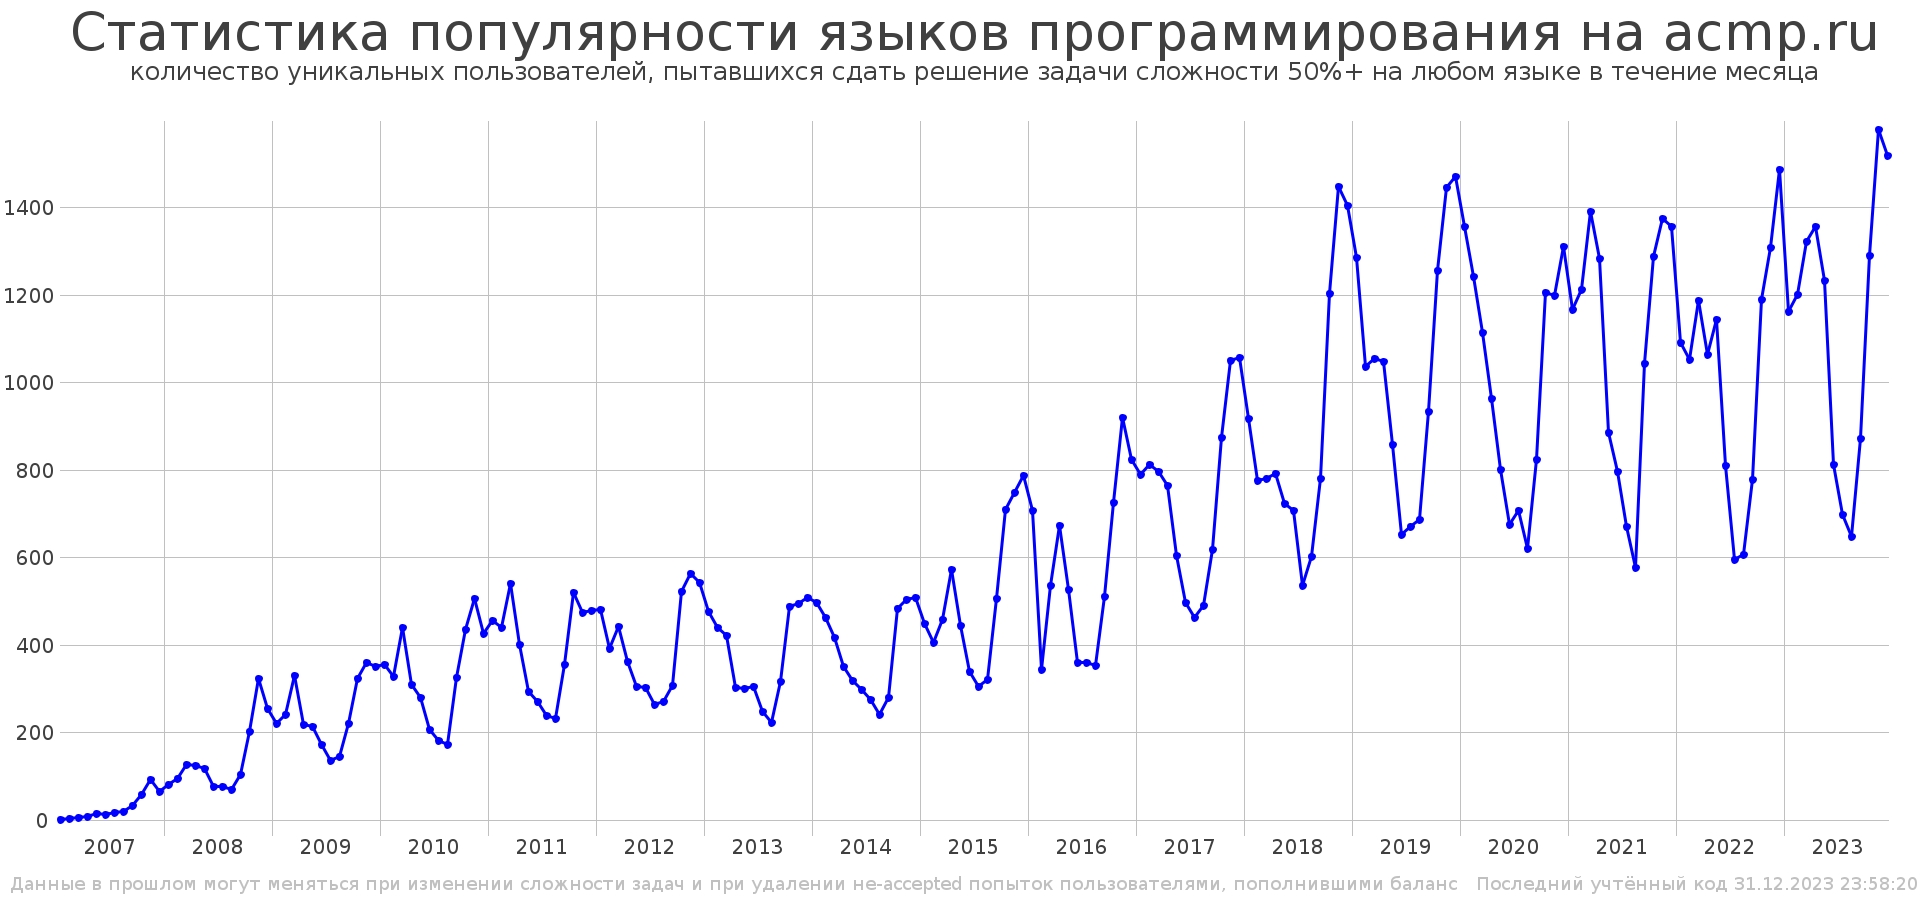 Статистика популярности языков программирования на acmp.ru
количество уникальных пользователей, пытавшихся сдать решение задачи сложности 50%+ на любом языке в течение месяца
1400
1200
1000
800
600
400
200
0
2007 2008 2009 2010 2011 2012 2013 2014 2015 2016 2017 2018 2019 2020 2021 2022 2023
Данные в прошлом могут меняться при изменении сложности задач и при удалении не-accepted попыток пользователями, пополнившими баланс Последний учтённый код 31.12.2023 23:58:20